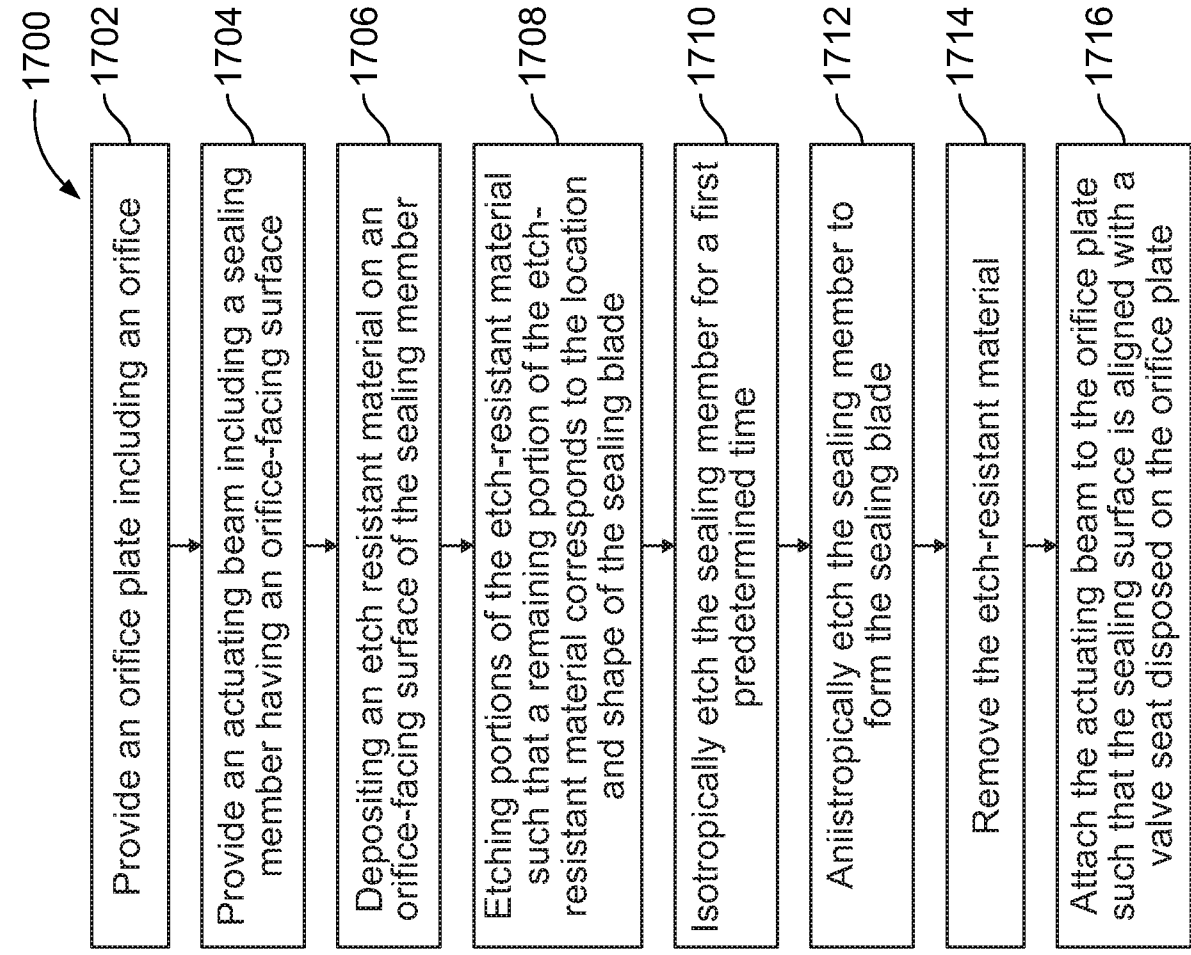 1700
Provide an orifice plate including an orifice
1702
Provide an actuating beam including a sealing
member having an orifice-facing surface
1704
Depositing an etch resistant material on an
orifice-facing surface of the sealing member
1706
Etching portions of the etch-resistant material
such that a remaining portion of the etch-
resistant material corresponds to the location
and shape of the sealing blade
1708
Isotropically etch the sealing member for a first
predetermined time
1710
Aniistropically etch the sealing member to
form the sealing blade
1712
Remove the etch-resistant material
1714
Attach the actuating beam to the orifice plate
such that the sealing surface is aligned with a
valve seat disposed on the orifice plate
1716